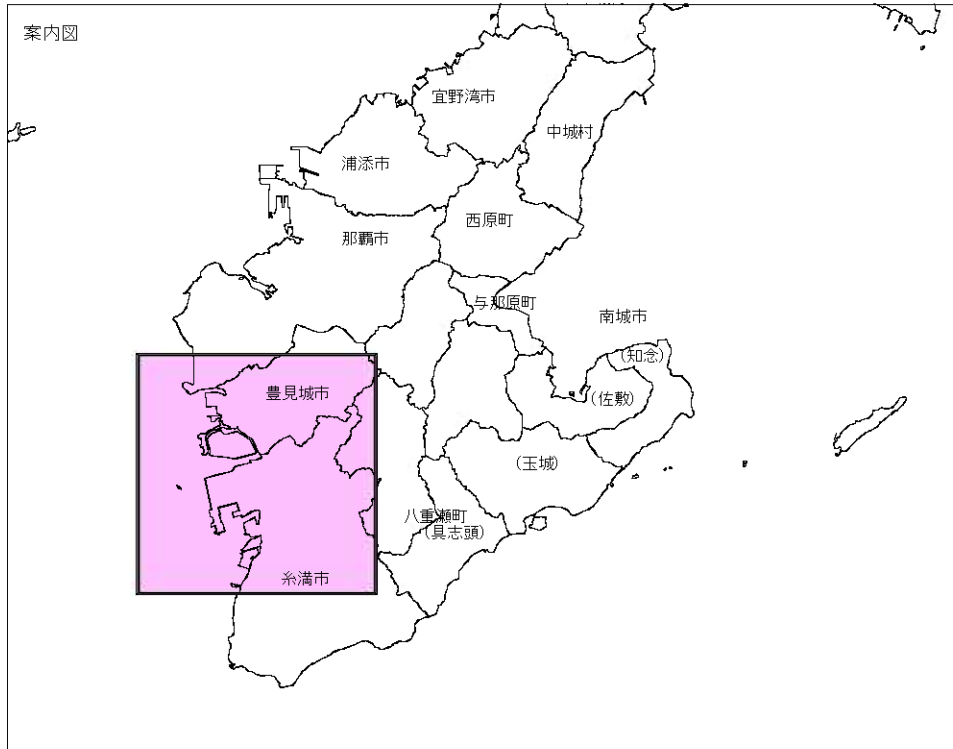 案内図
宜野湾市
中城村
浦添市
西原町
那覇市
与那原町
南城市
(知念)
豊見城市
(佐敷)
(玉城)
八重瀬町
(具志頭)
糸満市